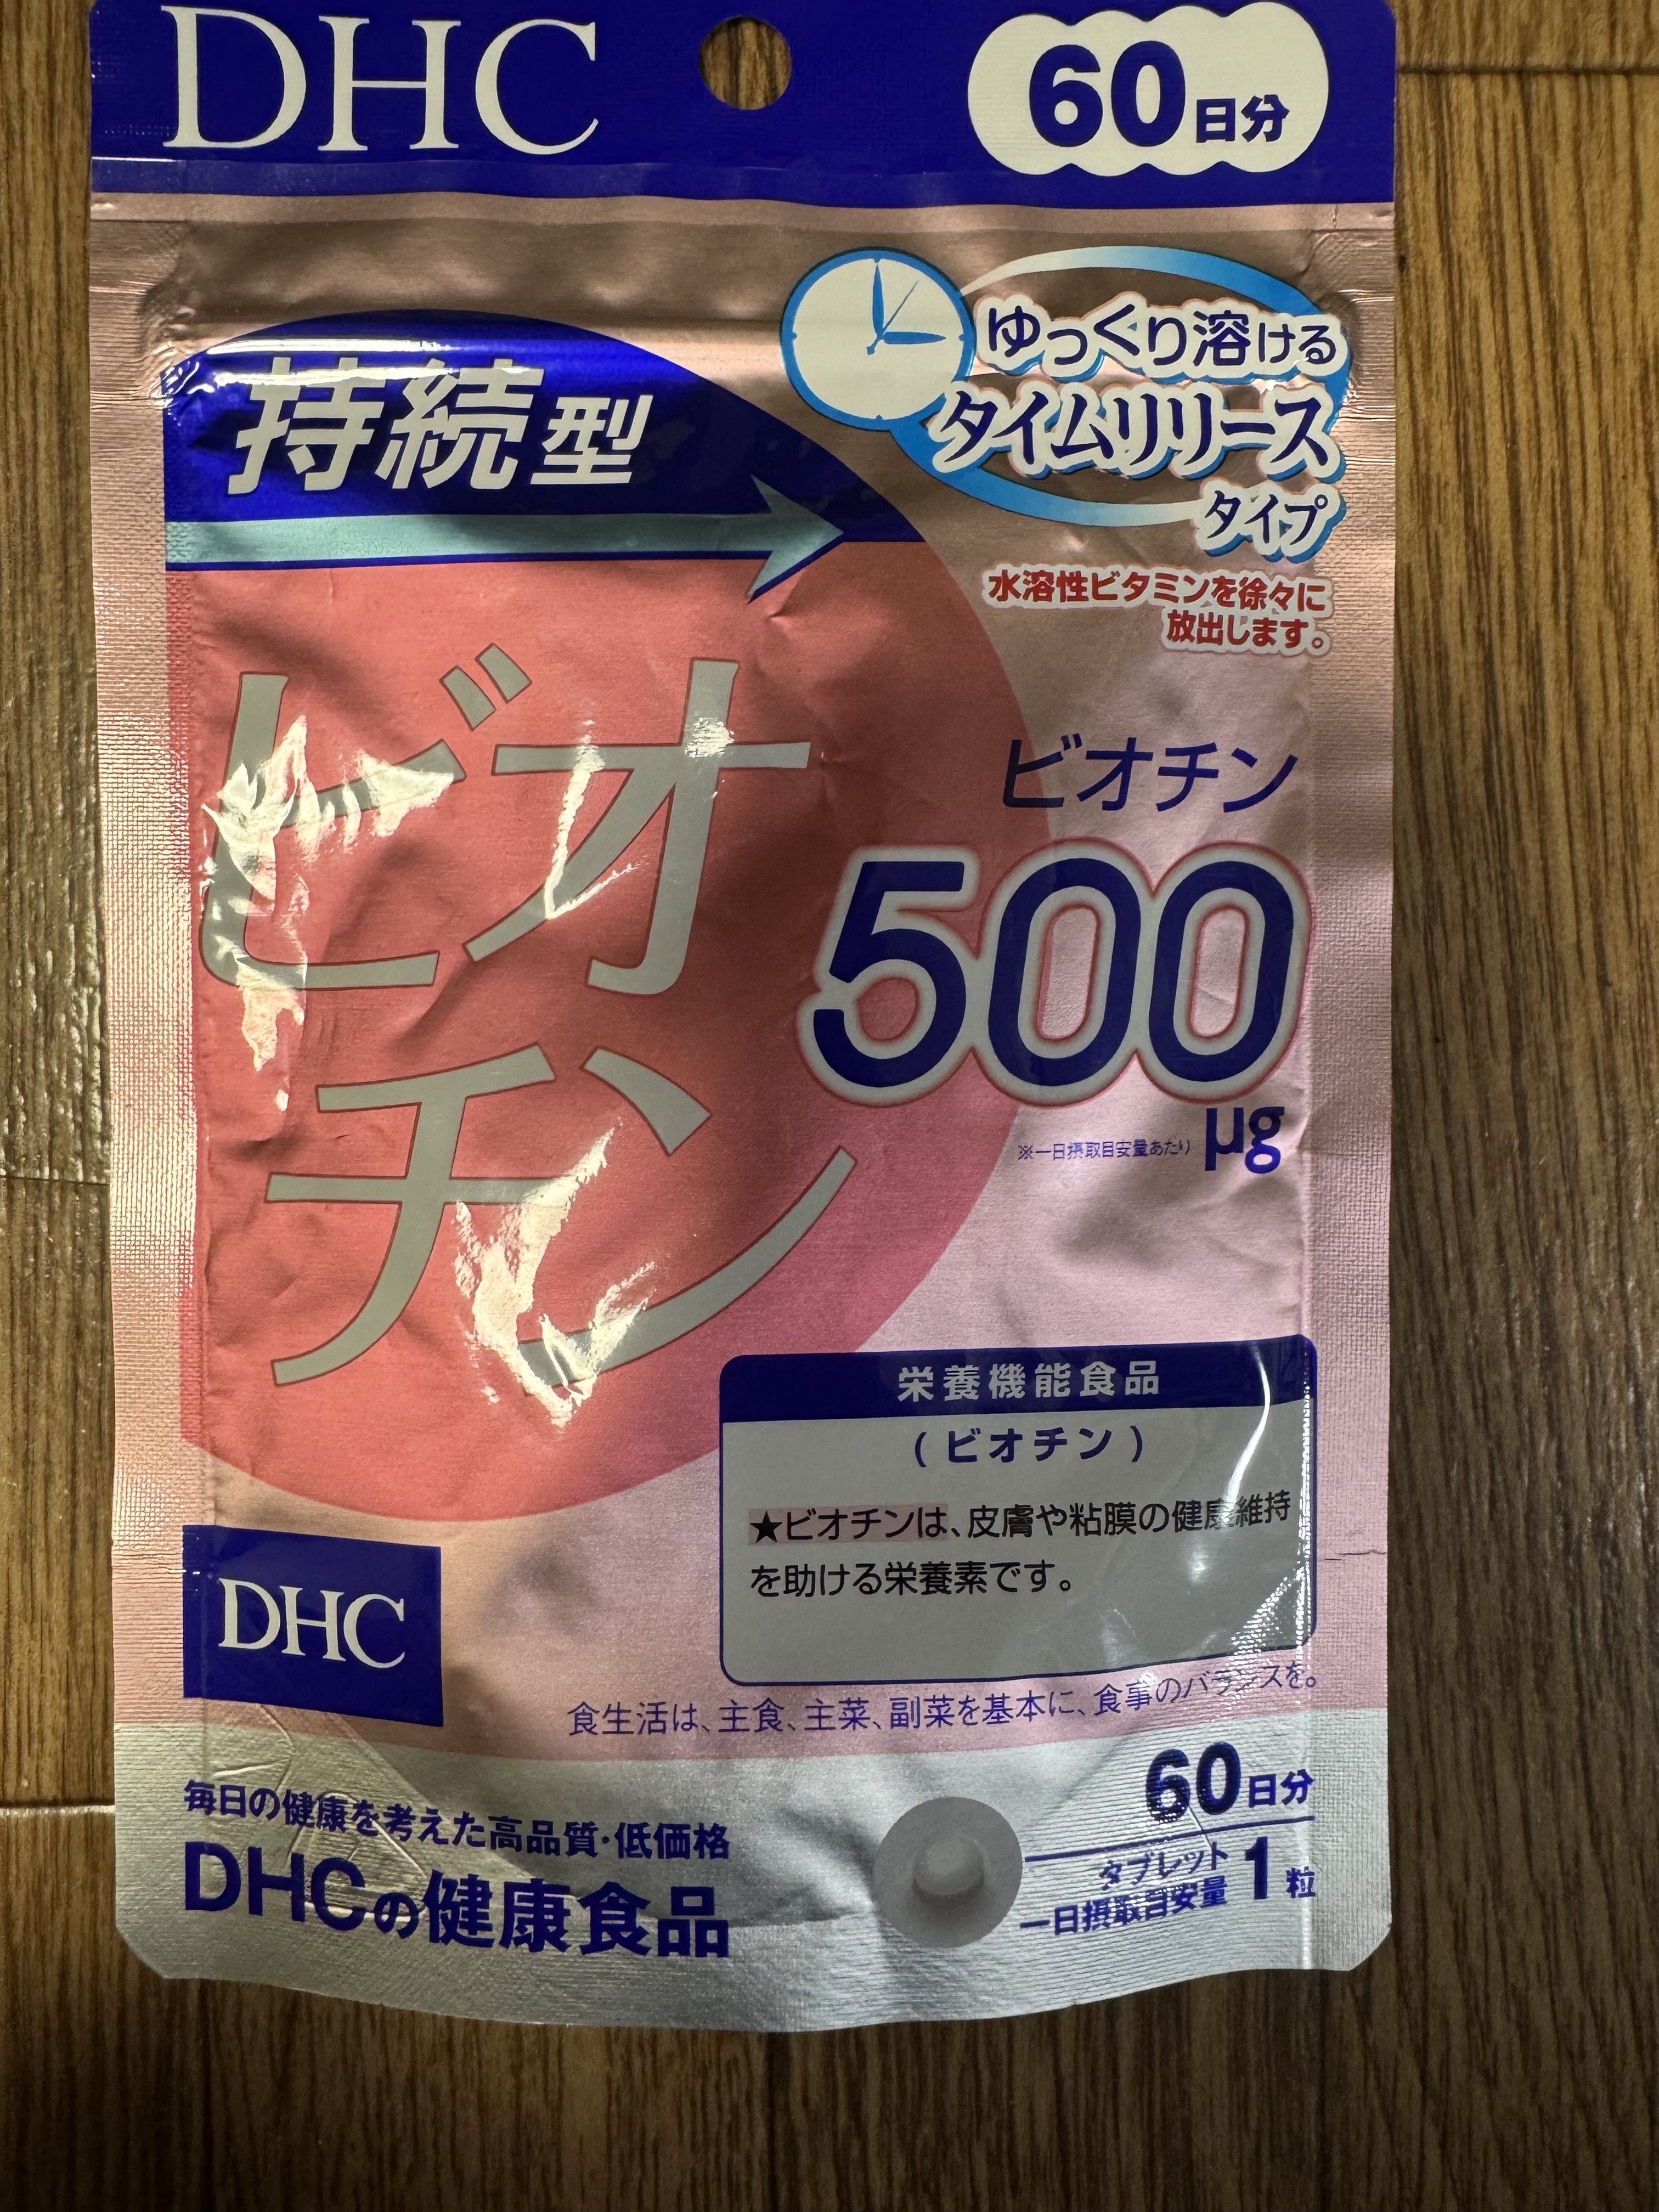 DHC
60日分
ゆっくり溶ける
タイムリリース
タイプ
水溶性ビタミンを徐々に
放出します。
持続型
ビオ
チン
ビオチン
500
μg
※一日摂取目安量あたり
栄養機能食品
(ビオチン)
★ビオチンは、皮膚や粘膜の健康維持
を助ける栄養素です。
DHC
食生活は、主食、主菜、副菜を基本に、食事のバランスを。
毎日の健康を考えた高品質・低価格
DHCの健康食品
60日分
タブレット
一日摂取目安量 1粒